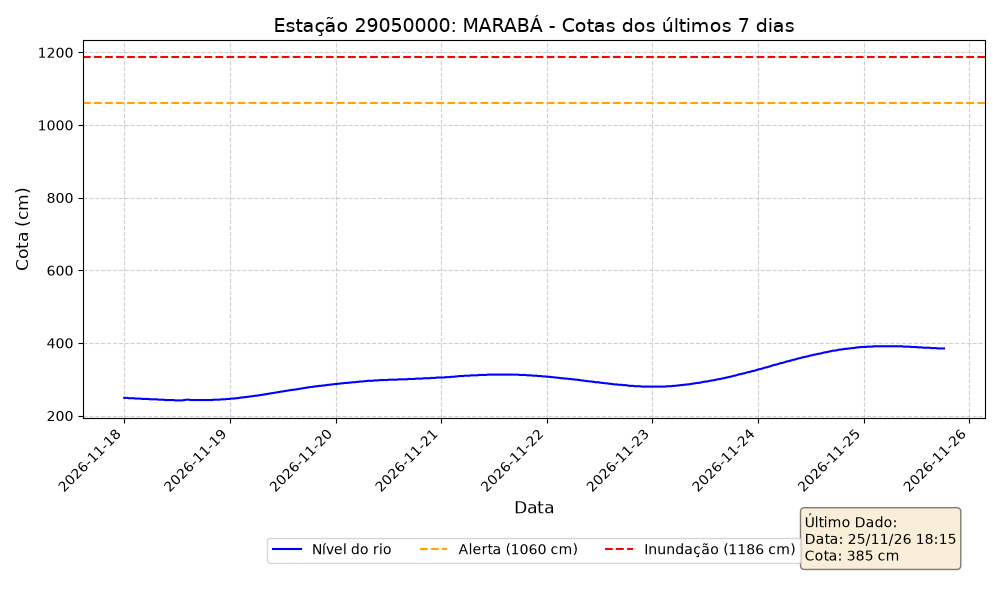 Estação 29050000: MARABÁ - Cotas dos últimos 7 dias
Cota (cm)
1200
1000
800
600
400
200
2026-11-18
2026-11-19
2026-11-20
2026-11-21
2026-11-22
2026-11-23
2026-11-24
2026-11-25
2026-11-26
Data
Nível do rio
Alerta (1060 cm)
Inundação (1186 cm)
Último Dado:
Data: 25/11/26 18:15
Cota: 385 cm